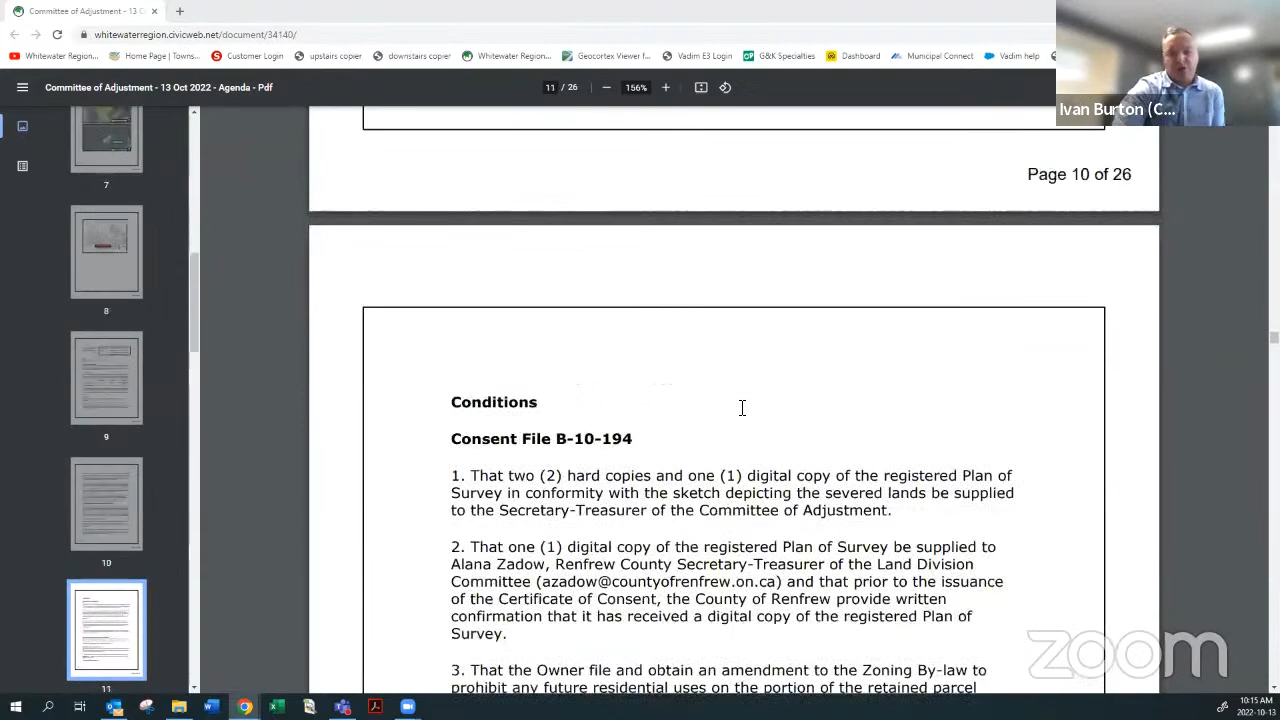 Committee of Adjustment - 13 Oc
whitewaterregion.civicweb.net/document/34140/
Whitewater Region...
Home Page | Towns...
Customer Login
upstairs copier
downstairs copier
Whitewater Region...
Geocortex Viewer f...
Vadim E3 Login
G&K Specialties
Dashboard
Municipal Connect
Vadim help
Committee of Adjustment - 13 Oct 2022 - Agenda - Pdf
11 / 26
156%
Ivan Burton (C...
7
8
9
10
11
Page 10 of 26
Conditions
Consent File B-10-194
1. That two (2) hard copies and one (1) digital copy of the registered Plan of
Survey in conformity with the sketch depicting the severed lands be supplied
to the Secretary-Treasurer of the Committee of Adjustment.
2. That one (1) digital copy of the registered Plan of Survey be supplied to
Alana Zadow, Renfrew County Secretary-Treasurer of the Land Division
Committee (azadow@countyofrenfrew.on.ca) and that prior to the issuance
of the Certificate of Consent, the County of Renfrew provide written
confirmation that it has received a digital copy of the registered Plan of
Survey.
3. That the Owner file and obtain an amendment to the Zoning By-law to
prohibit any future residential uses on the portion of the retained parcel
zoom
10:15 AM
2022-10-13